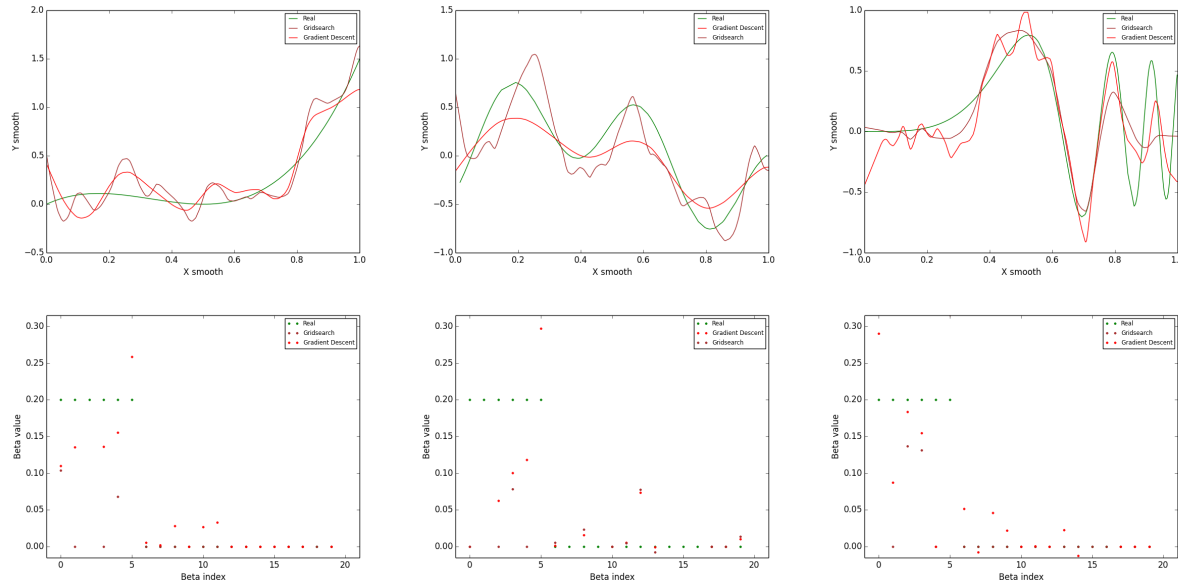 2.0
1.5
1.0
0.5
0.0
−0.5
0.0 0.2 0.4 0.6 0.8 1.0
X smooth
Y smooth
Real
Gridsearch
Gradient Descent
1.5
1.0
0.5
0.0
−0.5
−1.0
0.0 0.2 0.4 0.6 0.8 1.0
X smooth
Y smooth
Real
Gradient Descent
Gridsearch
1.0
0.5
0.0
−0.5
−1.0
0.0 0.2 0.4 0.6 0.8 1.0
X smooth
Y smooth
Real
Gridsearch
Gradient Descent
0.30
0.25
0.20
0.15
0.10
0.05
0.00
0 5 10 15 20
Beta index
Beta value
Real
Gridsearch
Gradient Descent
0.30
0.25
0.20
0.15
0.10
0.05
0.00
0 5 10 15 20
Beta index
Beta value
Real
Gradient Descent
Gridsearch
0.30
0.25
0.20
0.15
0.10
0.05
0.00
0 5 10 15 20
Beta index
Beta value
Real
Gridsearch
Gradient Descent